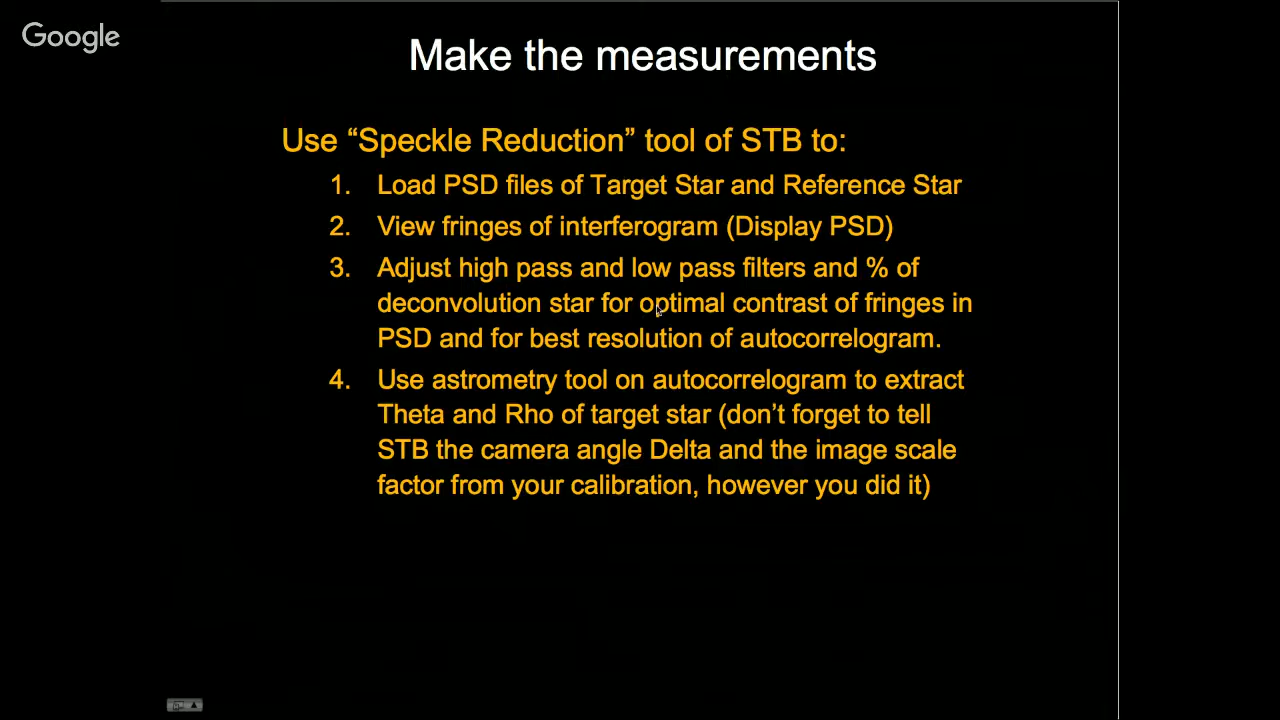 Google
Make the measurements
Use “Speckle Reduction” tool of STB to:
1. Load PSD files of Target Star and Reference Star
2. View fringes of interferogram (Display PSD)
3. Adjust high pass and low pass filters and % of
deconvolution star for optimal contrast of fringes in
PSD and for best resolution of autocorrelogram.
4. Use astrometry tool on autocorrelogram to extract
Theta and Rho of target star (don’t forget to tell
STB the camera angle Delta and the image scale
factor from your calibration, however you did it)